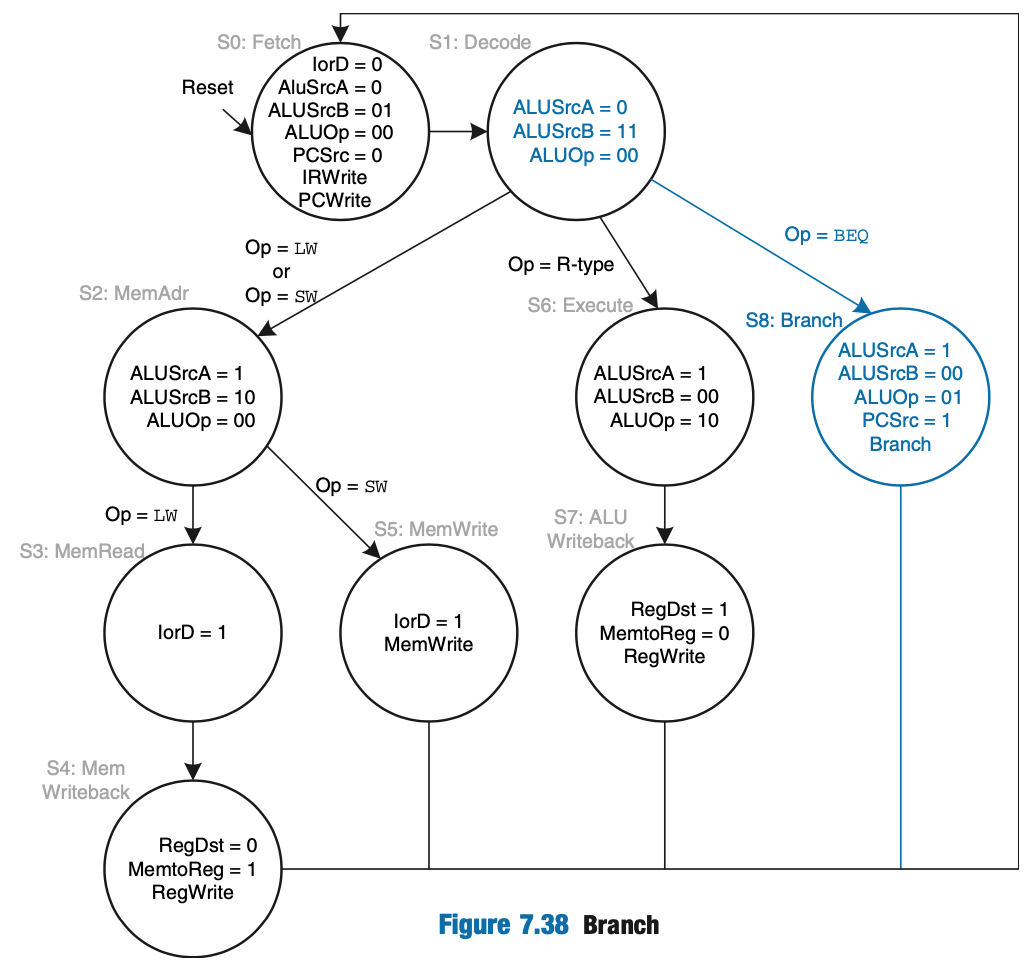 S0: Fetch
IorD = 0
AluSrcA = 0
ALUSrcB = 01
ALUOp = 00
PCSrc = 0
IRWrite
PCWrite
Reset
S1: Decode
ALUSrcA = 0
ALUSrcB = 11
ALUOp = 00
Op = LW
or
Op = SW
Op = R-type
Op = BEQ
S2: MemAdr
ALUSrcA = 1
ALUSrcB = 10
ALUOp = 00
S6: Execute
ALUSrcA = 1
ALUSrcB = 00
ALUOp = 10
S8: Branch
ALUSrcA = 1
ALUSrcB = 00
ALUOp = 01
PCSrc = 1
Branch
Op = LW
Op = SW
S3: MemRead
IorD = 1
S5: MemWrite
IorD = 1
MemWrite
S7: ALU
Writeback
RegDst = 1
MemtoReg = 0
RegWrite
S4: Mem
Writeback
RegDst = 0
MemtoReg = 1
RegWrite
Figure 7.38 Branch